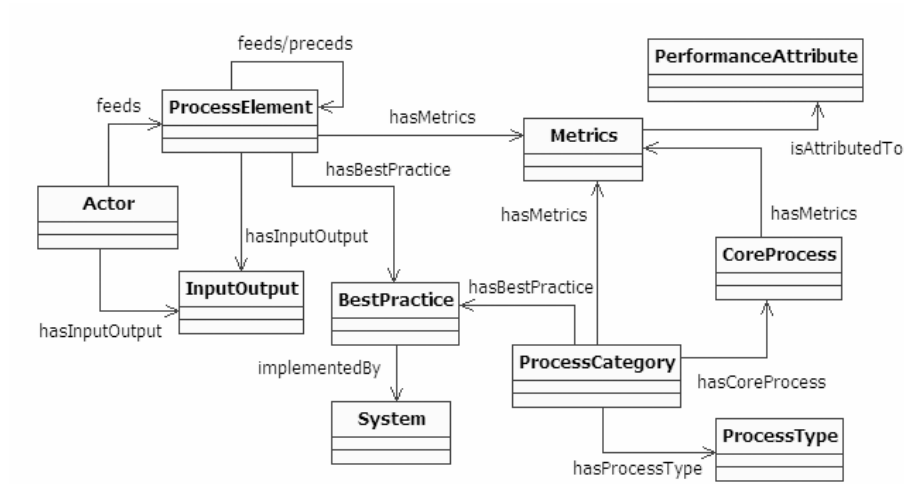 feeds/preceds
PerformanceAttribute
feeds
ProcessElement
hasMetrics
Metrics
isAttributedTo
hasBestPractice
Actor
hasMetrics
hasMetrics
hasInputOutput
CoreProcess
InputOutput
BestPractice
hasBestPractice
hasInputOutput
implementedBy
ProcessCategory
hasCoreProcess
System
ProcessType
hasProcessType